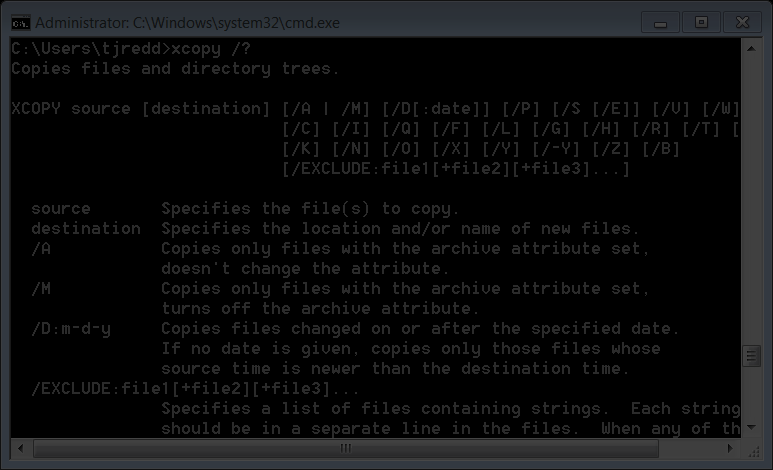 Administrator: C:\Windows\system32\cmd.exe
C:\Users\tjredd>xcopy /?
Copies files and directory trees.
XCOPY source [destination] [/A | /M] [/D[:date]] [/P] [/S [/E]] [/V] [/W]
[/C] [/I] [/Q] [/F] [/L] [/G] [/H] [/R] [/T] [
[/K] [/N] [/O] [/X] [/Y] [/-Y] [/Z] [/B]
[/EXCLUDE:file1[+file2][+file3]...]
source Specifies the file(s) to copy.
destination Specifies the location and/or name of new files.
/A Copies only files with the archive attribute set,
doesn't change the attribute.
/M Copies only files with the archive attribute set,
turns off the archive attribute.
/D:m-d-y Copies files changed on or after the specified date.
If no date is given, copies only those files whose
source time is newer than the destination time.
/EXCLUDE:file1[+file2][+file3]...
Specifies a list of files containing strings. Each string
should be in a separate line in the files. When any of th